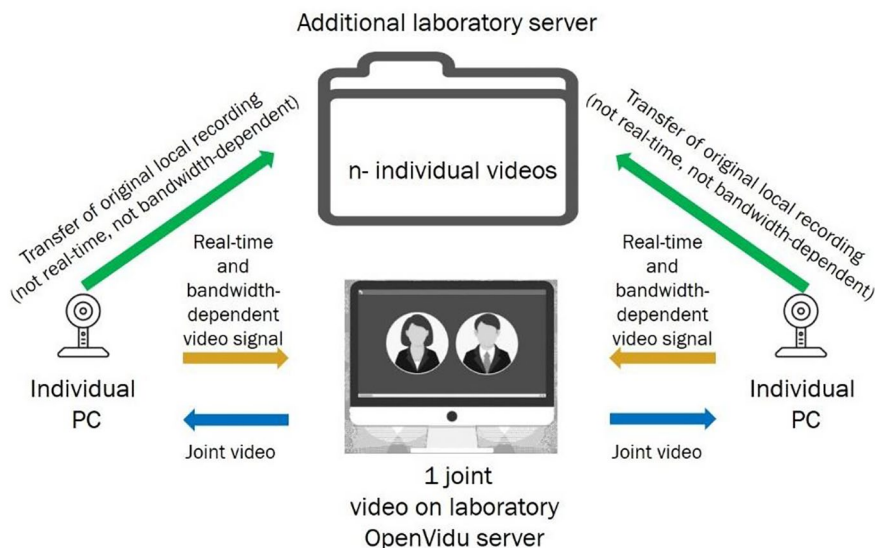 Additional laboratory server
Transfer of original local recording
(not real-time, not bandwidth-dependent)
n- individual videos
Transfer of original local recording
(not real-time, not bandwidth-dependent)
Real-time
and
bandwidth-
dependent
video signal
Real-time
and
bandwidth-
dependent
video signal
Individual
PC
Individual
PC
Joint video
Joint video
1 joint
video on laboratory
OpenVidu server